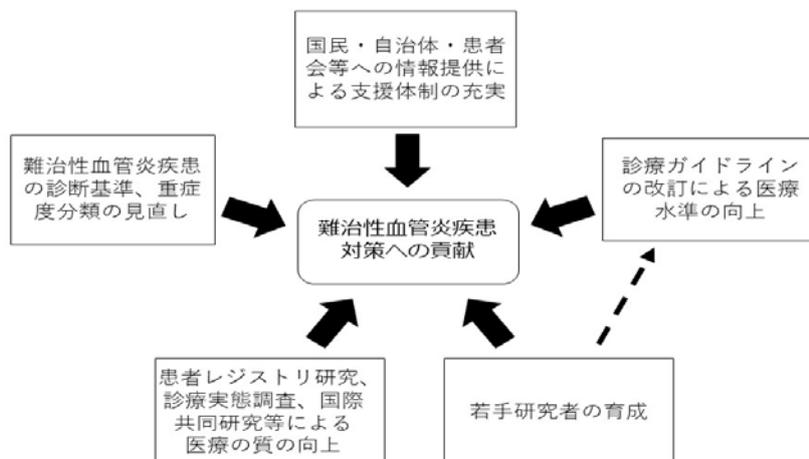 国民・自治体・患者
会等への情報提供に
よる支援体制の充実
難治性血管炎疾患
の診断基準、重症
度分類の見直し
診療ガイドライン
の改訂による医療
水準の向上
難治性血管炎疾患
対策への貢献
患者レジストリ研究、
診療実態調査、国際
共同研究等による
医療の質の向上
若手研究者の育成